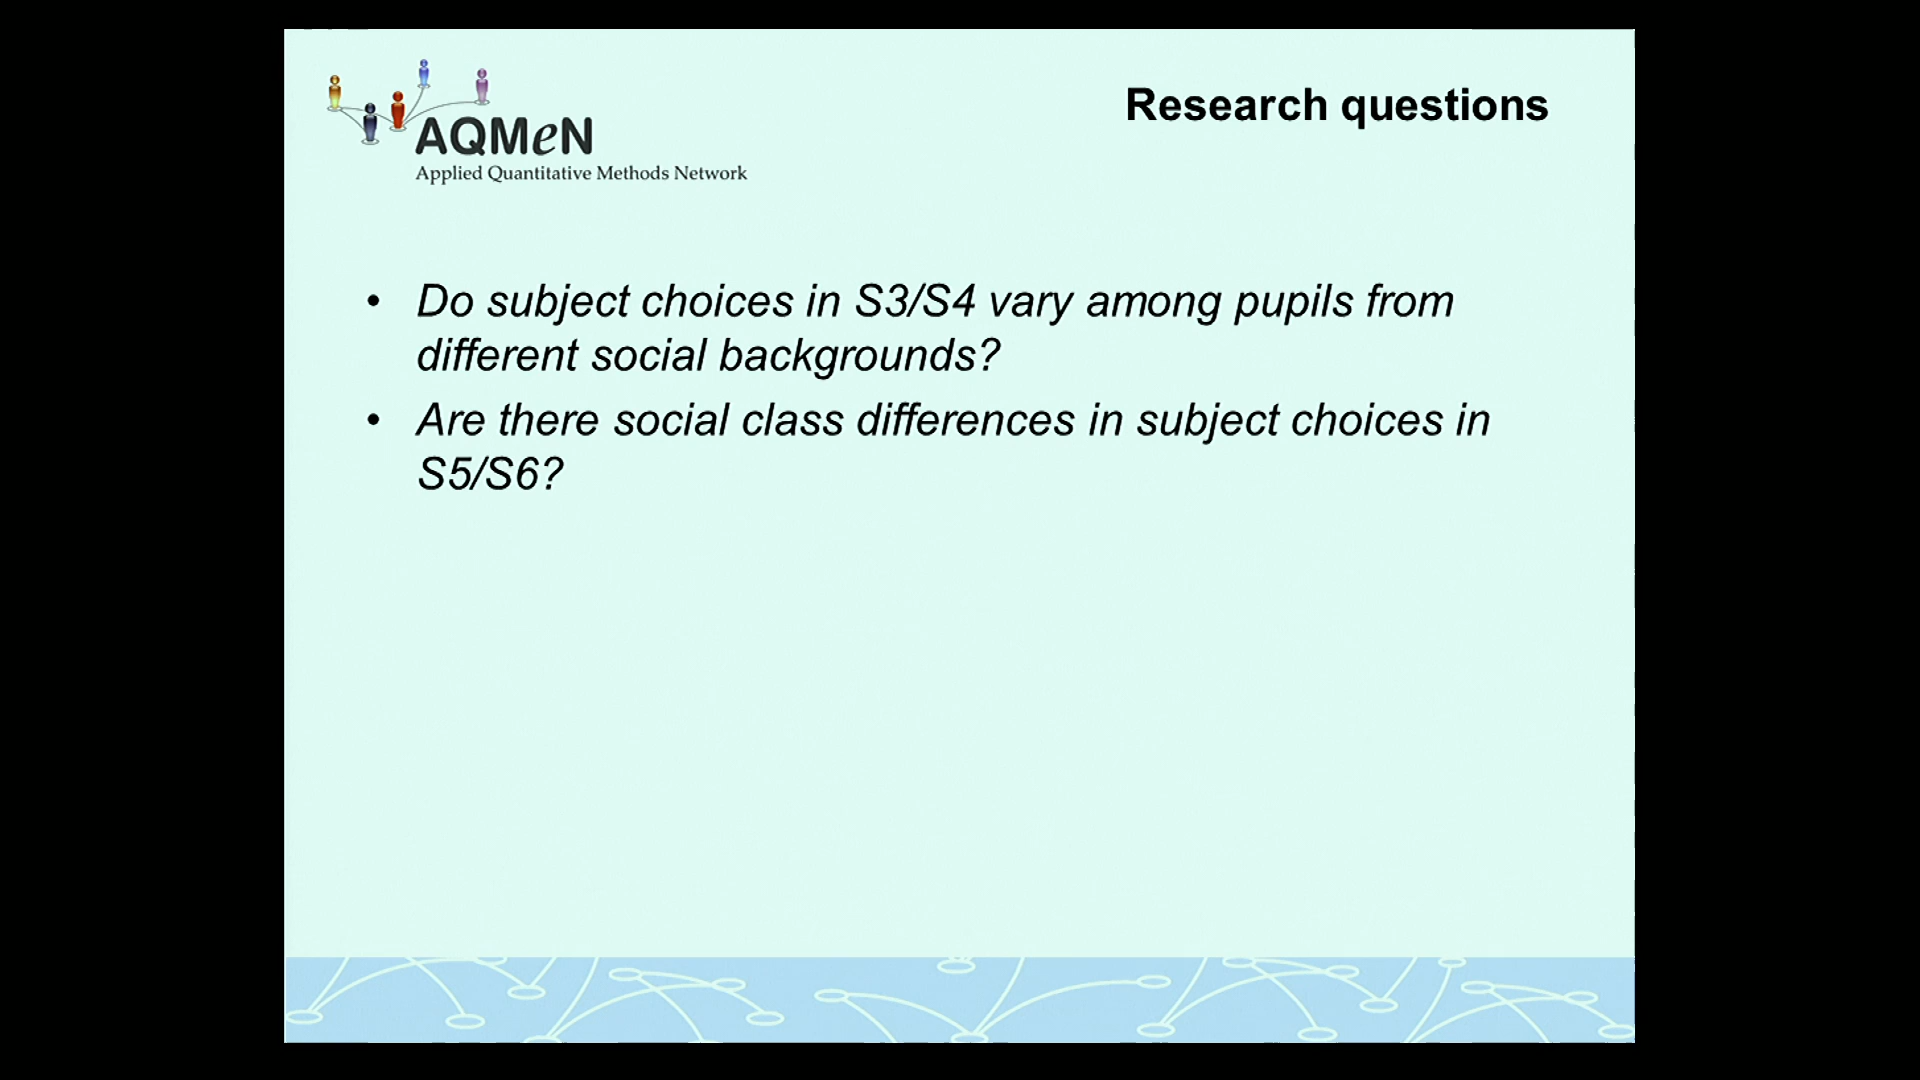 AQMeN
Applied Quantitative Methods Network
Research questions
• Do subject choices in S3/S4 vary among pupils from
different social backgrounds?
• Are there social class differences in subject choices in
S5/S6?